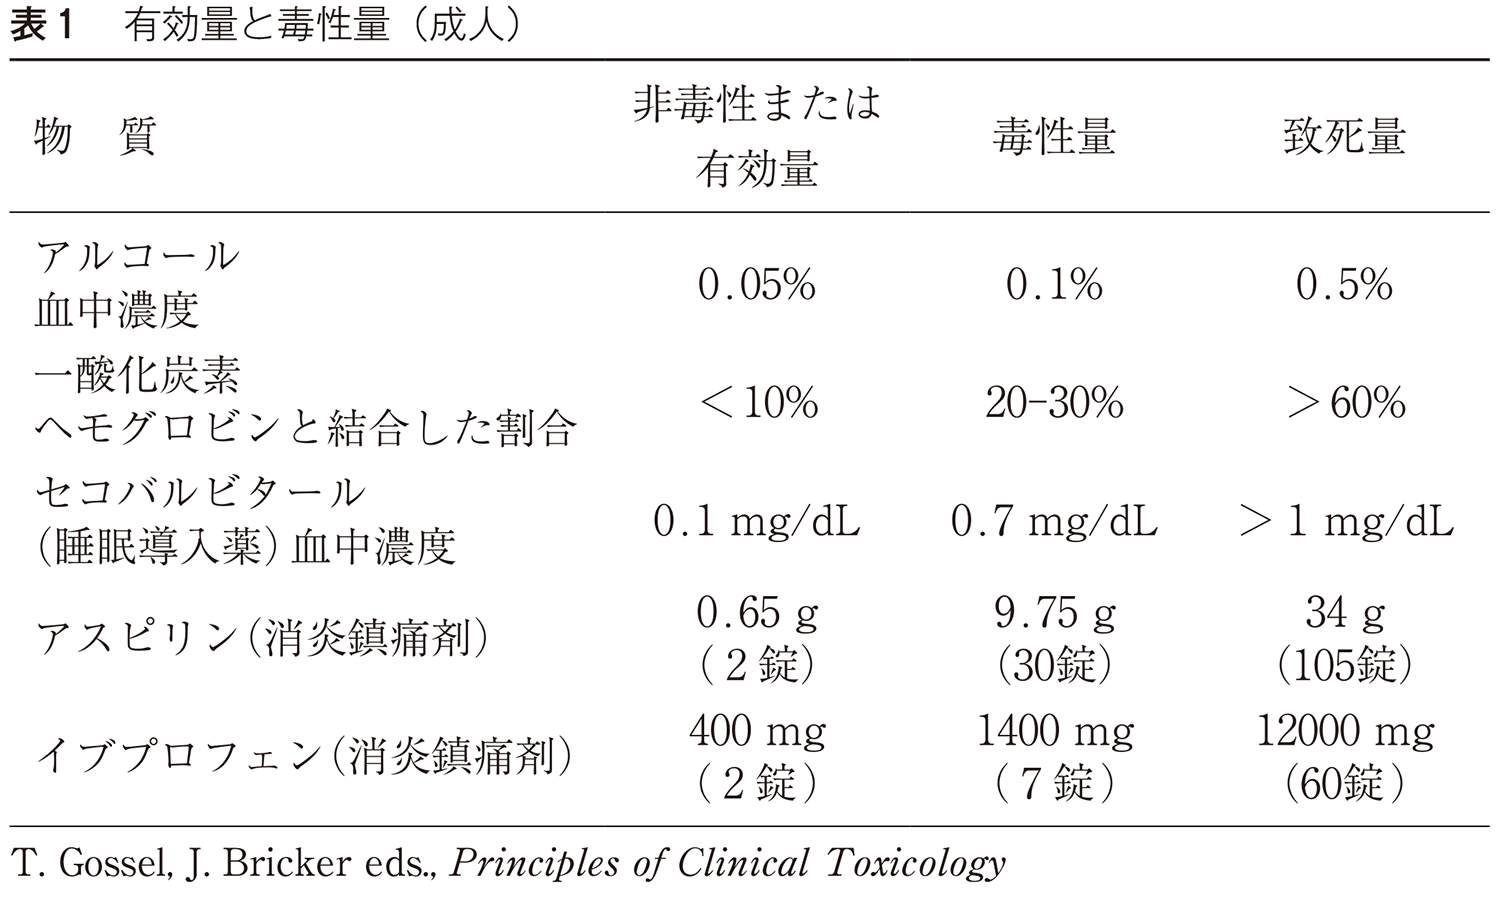 表1　有効量と毒性量（成人）
物　質　非毒性または有効量　毒性量　致死量
アルコール
血中濃度　0.05%　0.1%　0.5%
一酸化炭素
ヘモグロビンと結合した割合　＜10%　20-30%　＞60%
セコバルビタール
（睡眠導入薬）血中濃度　0.1 mg/dL　0.7 mg/dL　＞1 mg/dL
アスピリン（消炎鎮痛剤）　0.65 g　9.75 g　34 g
（2錠）　（30錠）　（105錠）
イブプロフェン（消炎鎮痛剤）　400 mg　1400 mg　12000 mg
（2錠）　（7錠）　（60錠）
T. Gossel, J. Bricker eds., Principles of Clinical Toxicology